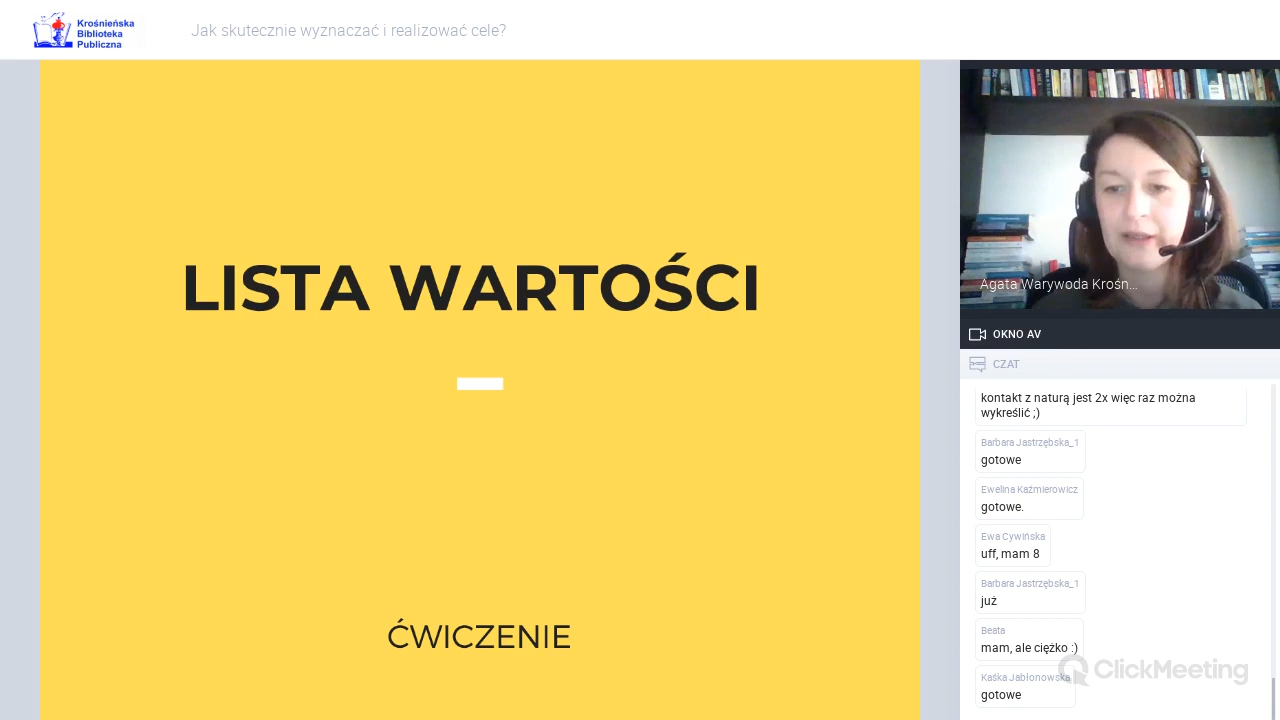 Krośnieńska
Biblioteka
Publiczna
Jak skutecznie wyznaczać i realizować cele?
LISTA WARTOŚCI
ĆWICZENIE
Agata Warywoda Krośn...
OKNO AV
CZAT
kontakt z naturą jest 2x więc raz można
wykreślić ;)
Barbara Jastrzębska_1
gotowe
Ewelina Kaźmierowicz
gotowe.
Ewa Cywińska
uff, mam 8
Barbara Jastrzębska_1
już
Beata
mam, ale ciężko :)
Kaśka Jabłonowska
gotowe
ClickMeeting